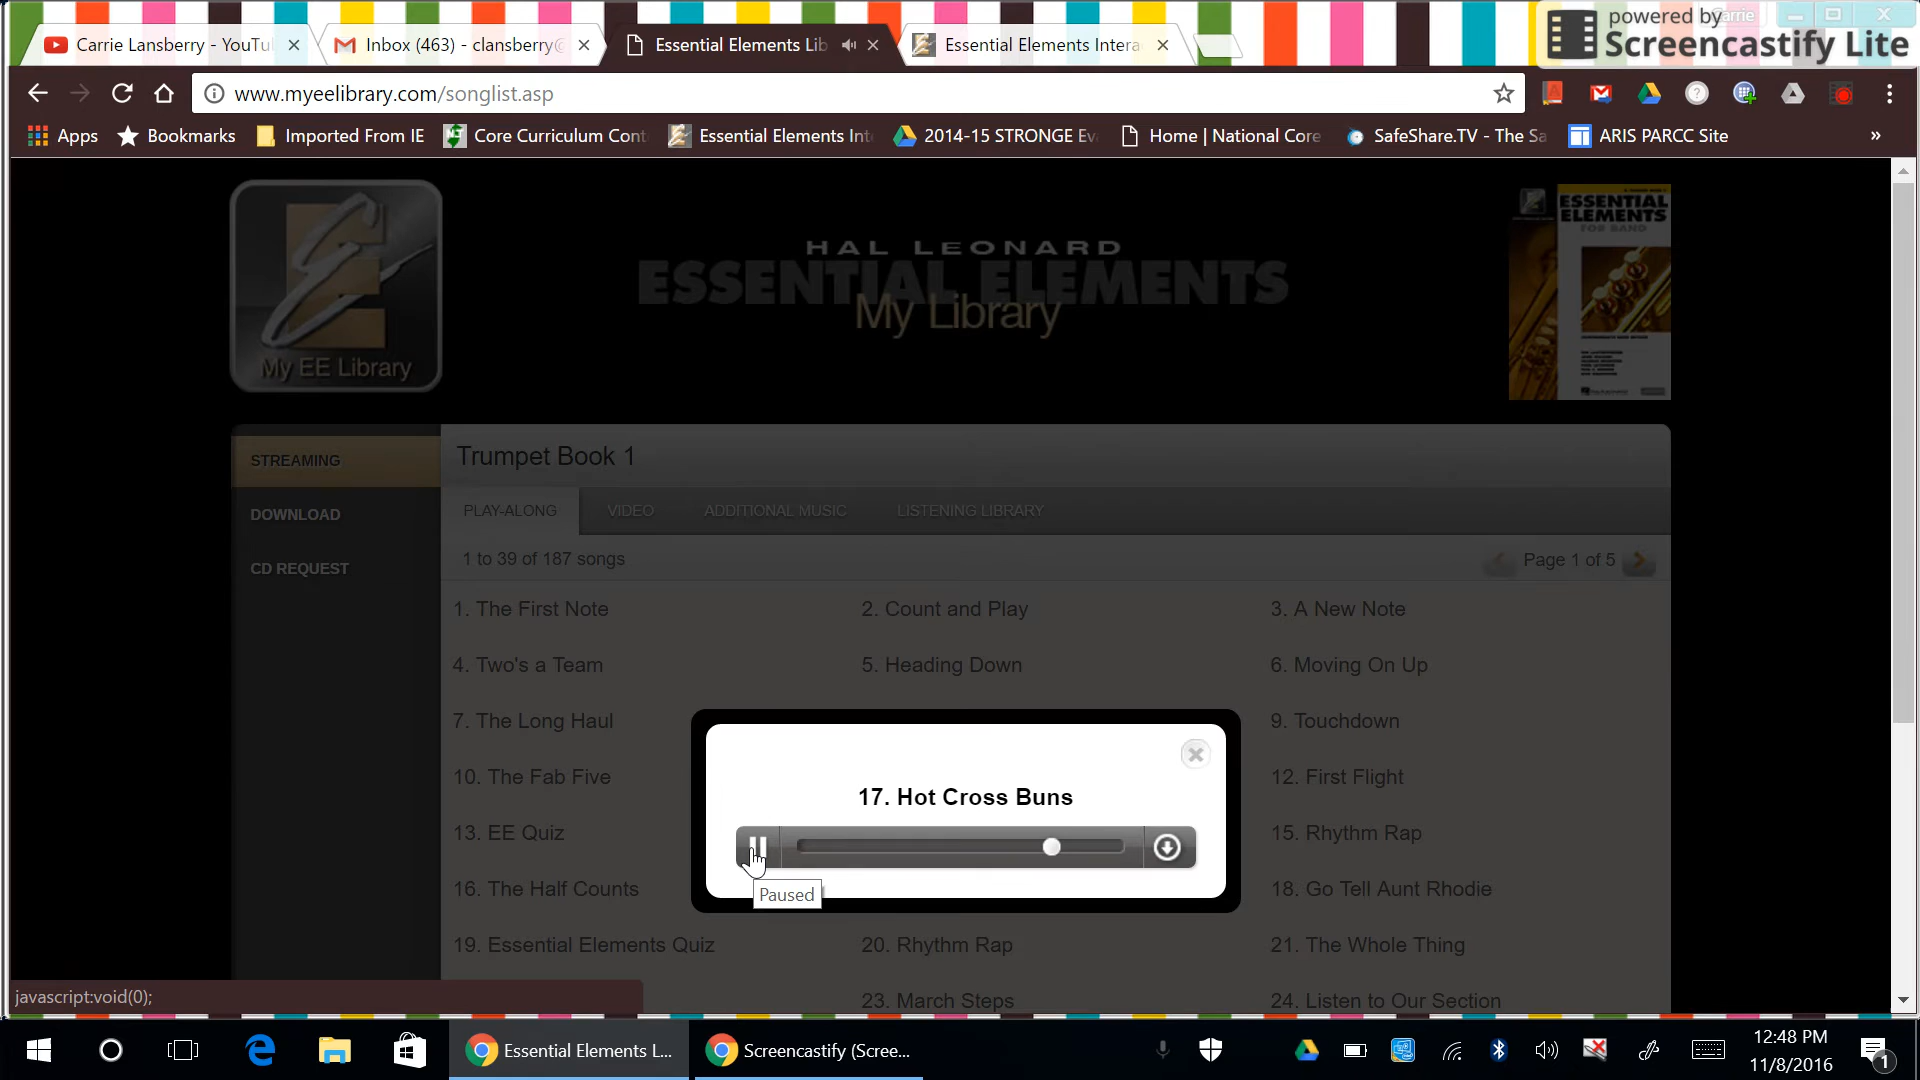 powered by
Screencastify Lite
Carrie
Carrie Lansberry - YouTu
Inbox (463) - clansberry@
Essential Elements Lib
Essential Elements Intera
www.myeelibrary.com/songlist.asp
Apps
Bookmarks
Imported From IE
Core Curriculum Cont
Essential Elements Inte
2014-15 STRONGE Ev
Home | National Core
SafeShare.TV - The Sa
ARIS PARCC Site
»
My EE Library
HAL LEONARD
ESSENTIAL ELEMENTS
My Library
ESSENTIAL
ELEMENTS
FOR BAND
STREAMING
DOWNLOAD
CD REQUEST
Trumpet Book 1
PLAY-ALONG
VIDEO
ADDITIONAL MUSIC
LISTENING LIBRARY
1 to 39 of 187 songs
Page 1 of 5
1. The First Note
2. Count and Play
3. A New Note
4. Two's a Team
5. Heading Down
6. Moving On Up
7. The Long Haul
9. Touchdown
10. The Fab Five
12. First Flight
13. EE Quiz
15. Rhythm Rap
16. The Half Counts
18. Go Tell Aunt Rhodie
19. Essential Elements Quiz
20. Rhythm Rap
21. The Whole Thing
23. March Steps
24. Listen to Our Section
17. Hot Cross Buns
Paused
javascript:void(0);
Essential Elements L...
Screencastify (Scree...
12:48 PM
11/8/2016
1